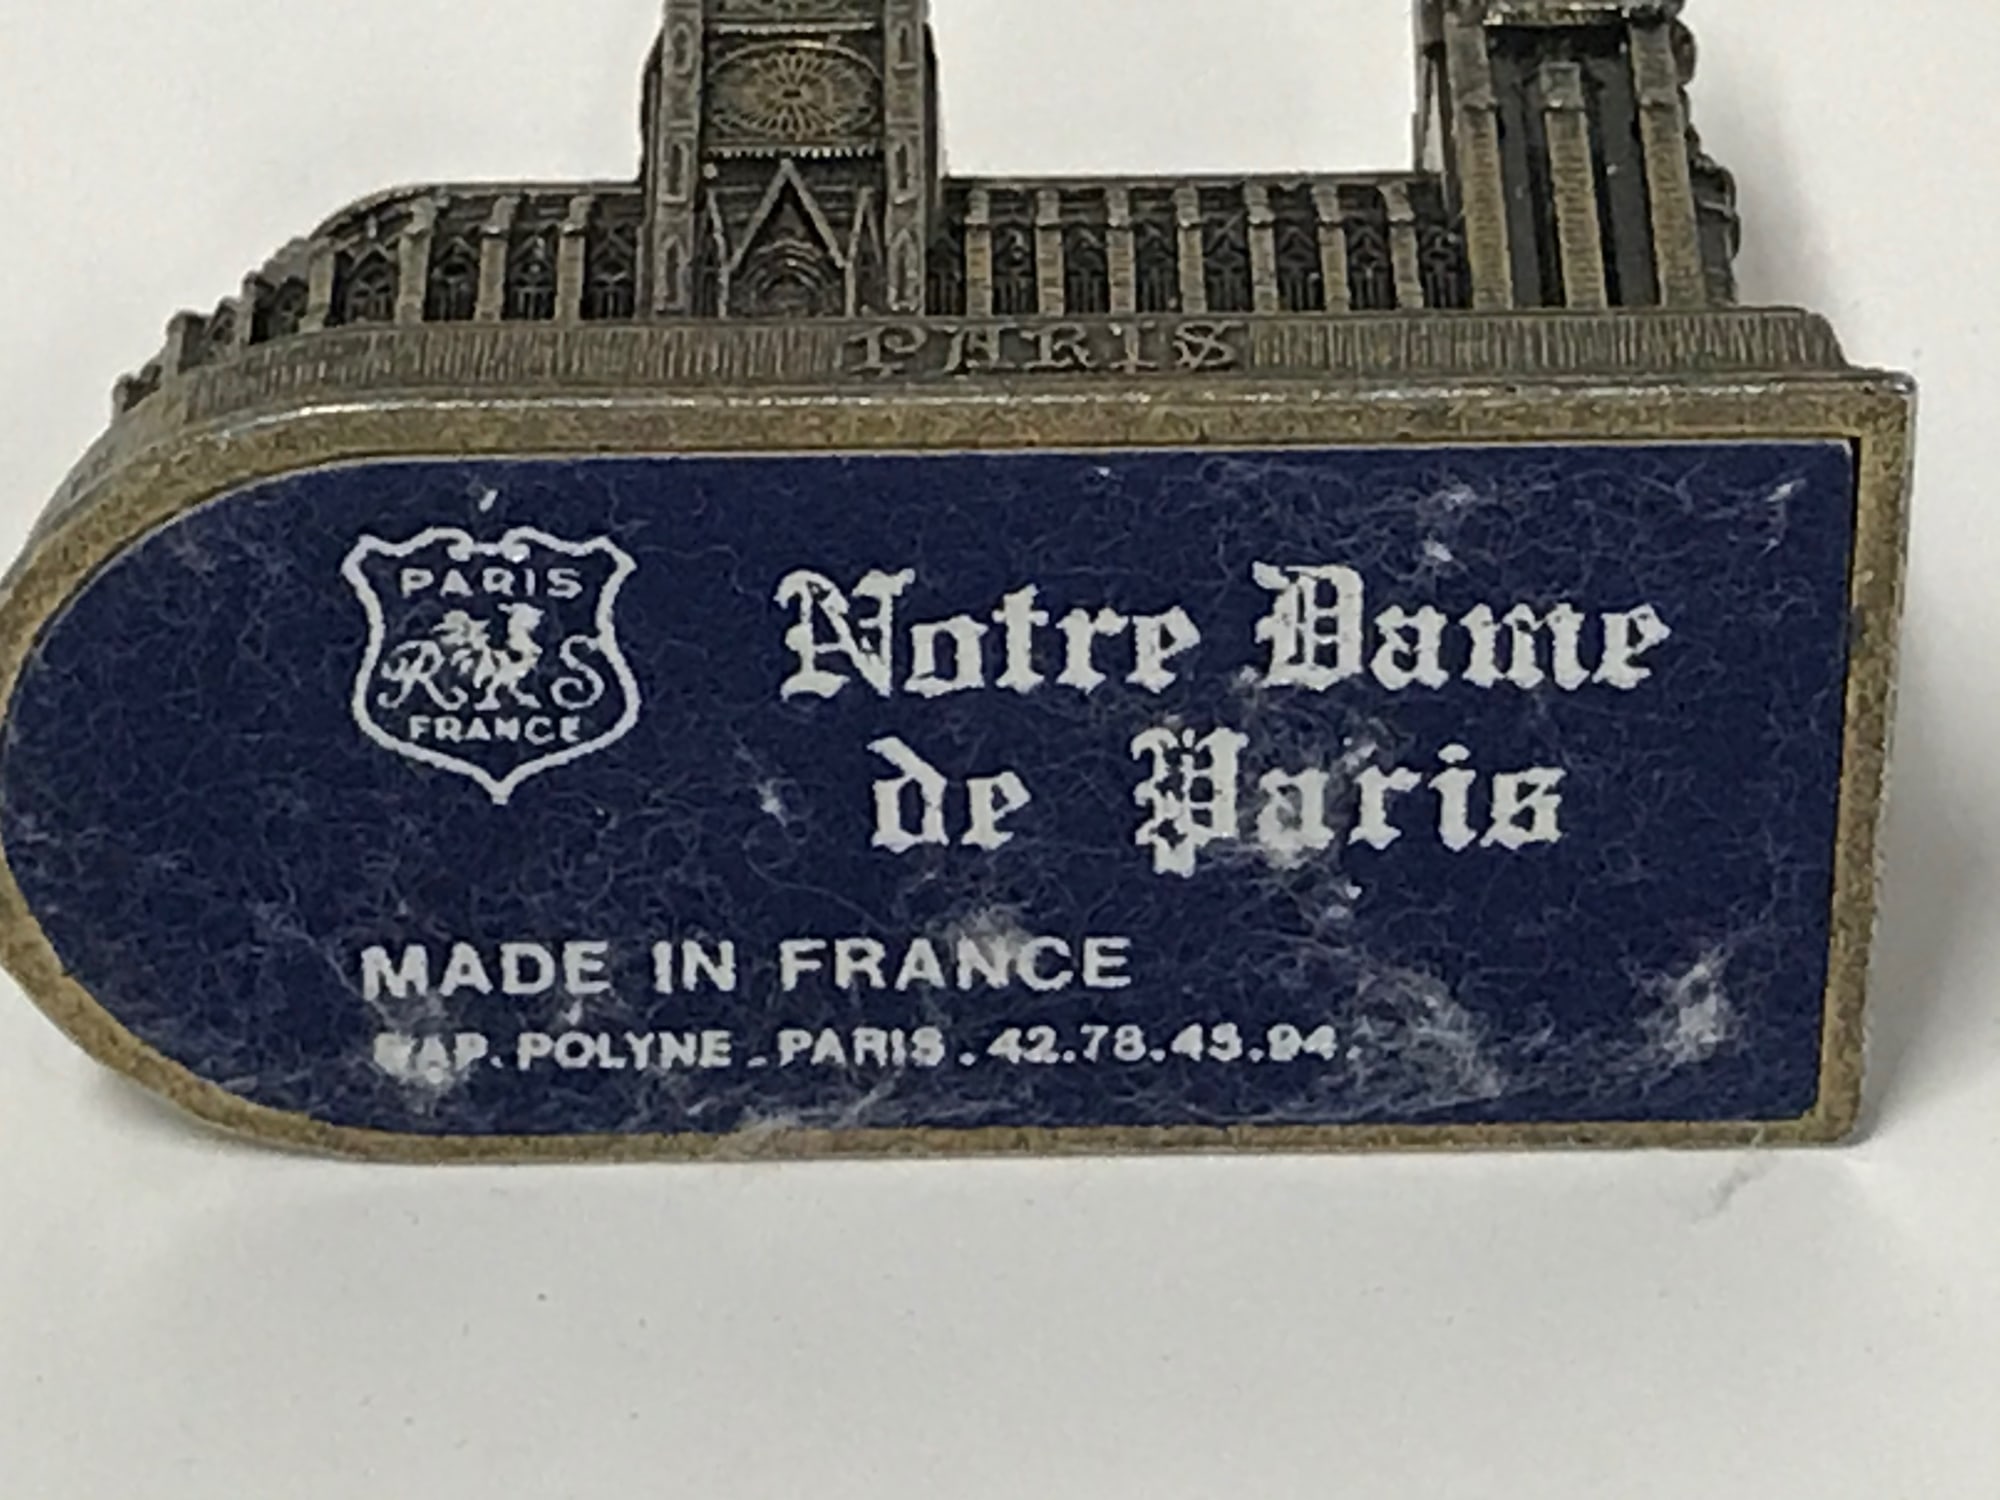 PARIS
PARIS
R S
FRANCE
Notre Dame
de Paris
MADE IN FRANCE
POLYNE - PARIS . 42.78.45.94.